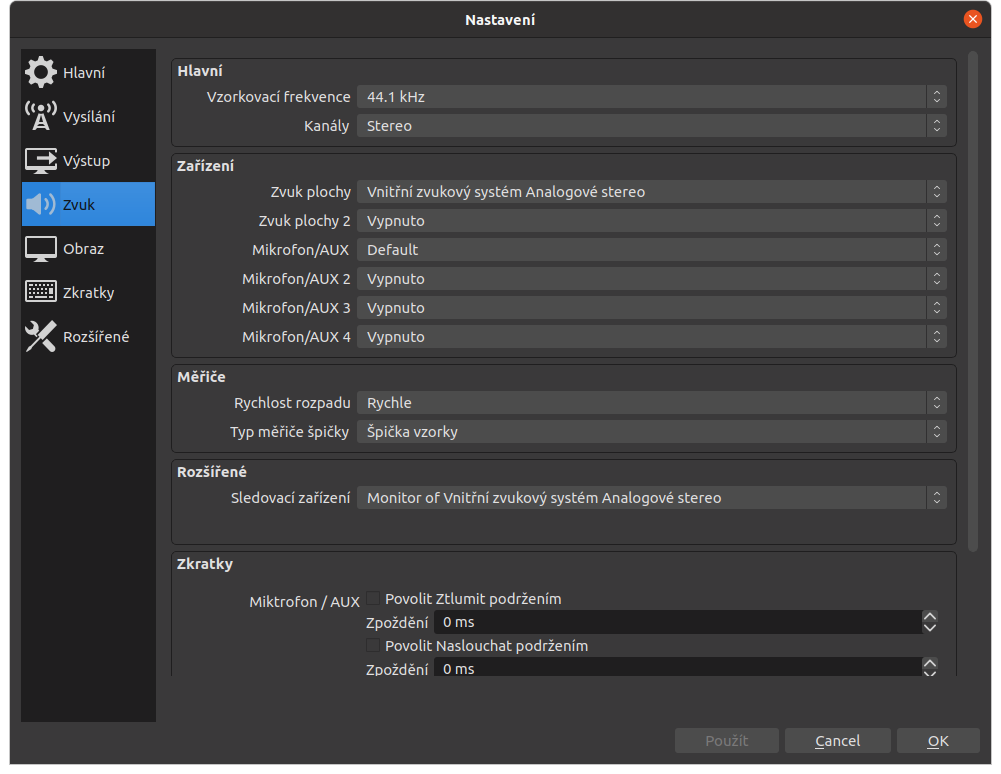 Nastavení
Hlavní
Vysílání
Výstup
Zvuk
Obraz
Zkratky
Rozšířené
Hlavní
Vzorkovací frekvence 44.1 kHz
Kanály Stereo
Zařízení
Zvuk plochy Vnitřní zvukový systém Analogové stereo
Zvuk plochy 2 Vypnuto
Mikrofon/AUX Default
Mikrofon/AUX 2 Vypnuto
Mikrofon/AUX 3 Vypnuto
Mikrofon/AUX 4 Vypnuto
Měřiče
Rychlost rozpadu Rychle
Typ měřiče špičky Špička vzorky
Rozšířené
Sledovací zařízení Monitor of Vnitřní zvukový systém Analogové stereo
Zkratky
Miktrofon / AUX Povolit Ztlumit podržením
Zpoždění 0 ms
Povolit Naslouchat podržením
Zpoždění 0 ms
Použít Cancel OK